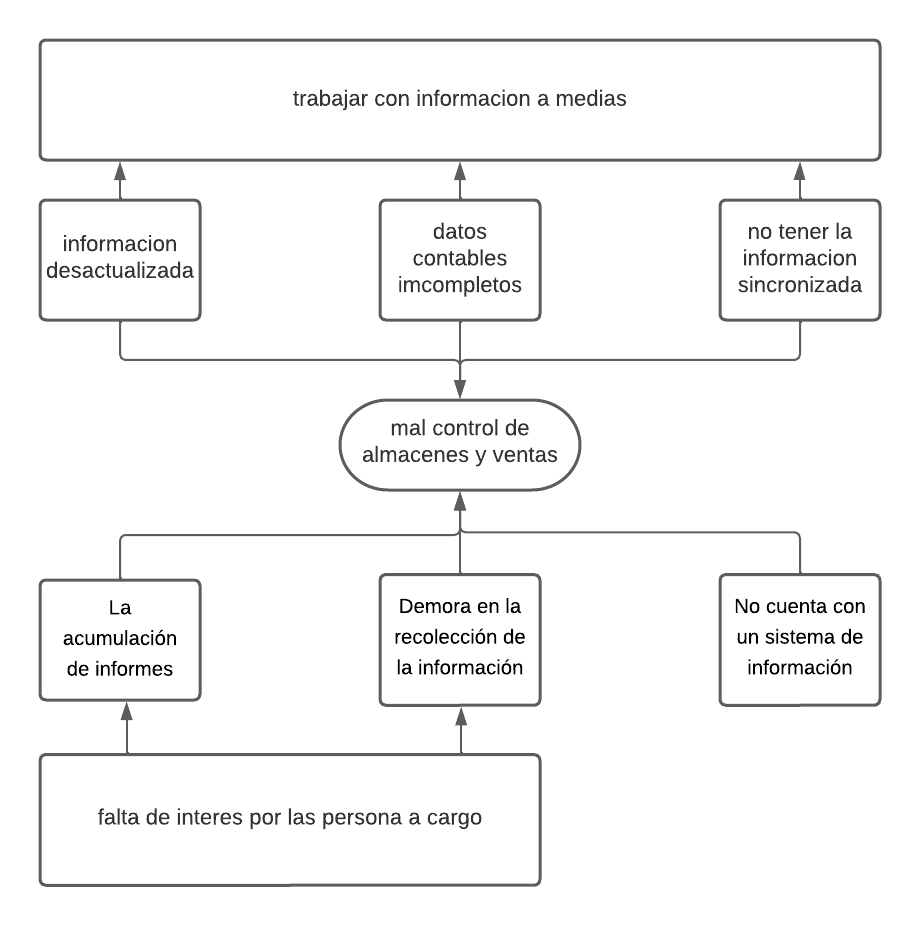 trabajar con informacion a medias
informacion
desactualizada
datos
contables
imcompletos
no tener la
informacion
sincronizada
mal control de
almacenes y ventas
La
acumulación
de informes
Demora en la
recolección de
la información
No cuenta con
un sistema de
información
falta de interes por las persona a cargo